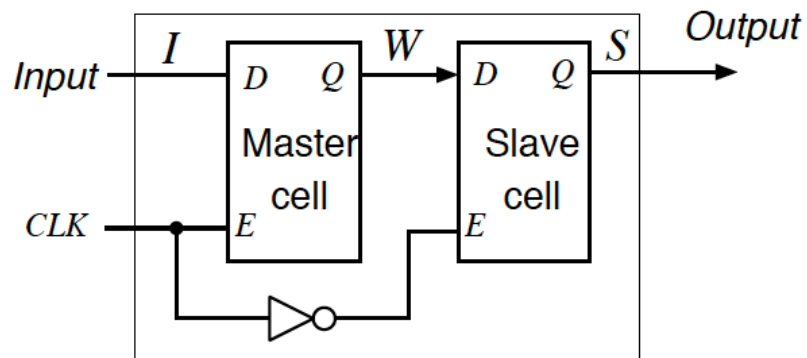 I W S Output
Input D Q D Q
Master Slave
cell cell
CLK E E